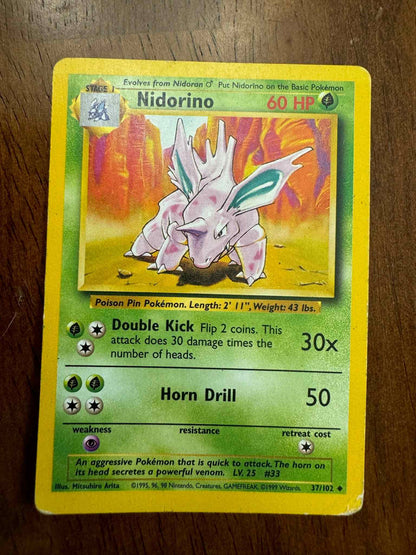 Evolves from Nidoran ♂ Put Nidorino on the Basic Pokémon
STAGE 1
Nidorino 60 HP
Poison Pin Pokémon. Length: 2' 11", Weight: 43 lbs.
Double Kick Flip 2 coins. This
attack does 30 damage times the
number of heads.
30x
Horn Drill 50
weakness resistance retreat cost
An aggressive Pokémon that is quick to attack. The horn on
its head secretes a powerful venom. LV. 25 #33
Illus. Mitsuhiro Arita ©1995, 96, 98 Nintendo, Creatures, GAMEFREAK. ©1999 Wizards. 37/102 ◆